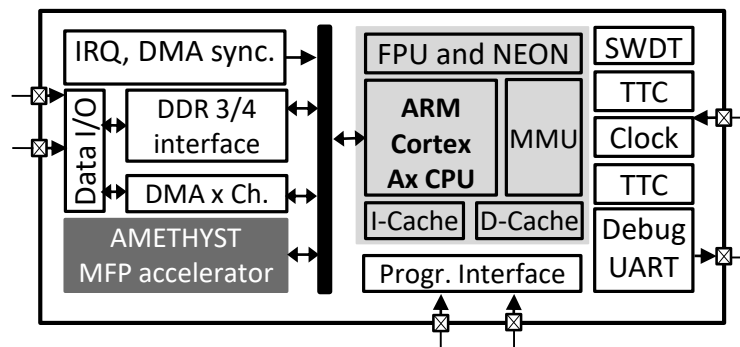 IRQ, DMA sync.
Data I/O
DDR 3/4
interface
DMA x Ch.
AMETHYST
MFP accelerator
FPU and NEON
ARM
Cortex
Ax CPU
MMU
I-Cache
D-Cache
Progr. Interface
SWDT
TTC
Clock
TTC
Debug
UART